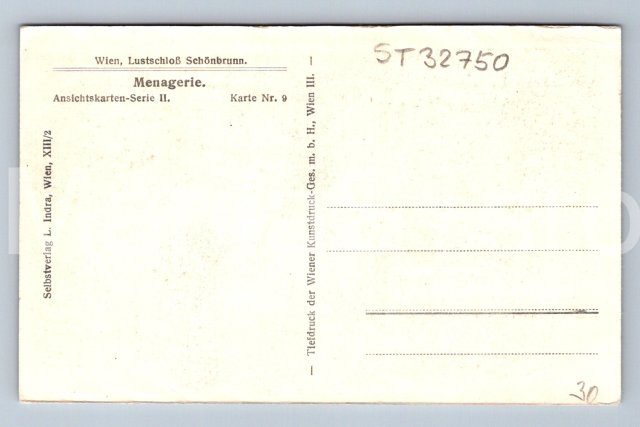 Wien, Lustschloß Schönbrunn.
Menagerie.
Ansichtskarten-Serie II. Karte Nr. 9
Selbstverlag L. Indra, Wien, XIII/2
— Tiefdruck der Wiener Kunstdruck-Ges. m. b. H., Wien III. —
ST32750
30